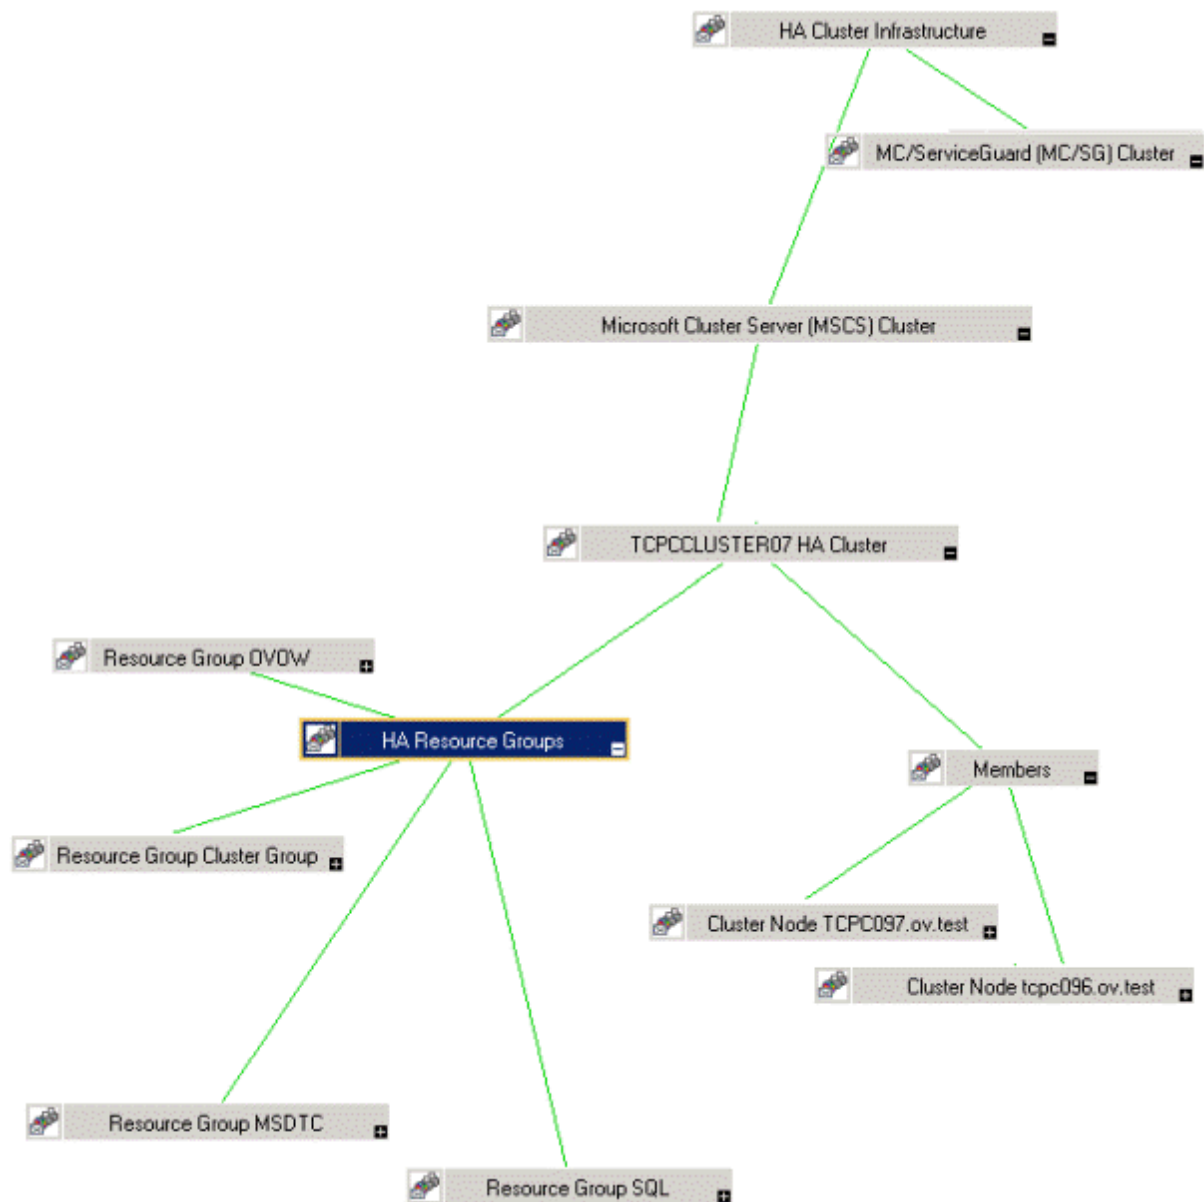 HA Cluster Infrastructure
MC/ServiceGuard (MC/SG) Cluster
Microsoft Cluster Server (MSCS) Cluster
TCPCCLUSTER07 HA Cluster
Resource Group OVOW
HA Resource Groups
Members
Resource Group Cluster Group
Cluster Node TCPC097.ov.test
Cluster Node tcpc096.ov.test
Resource Group MSDTC
Resource Group SQL